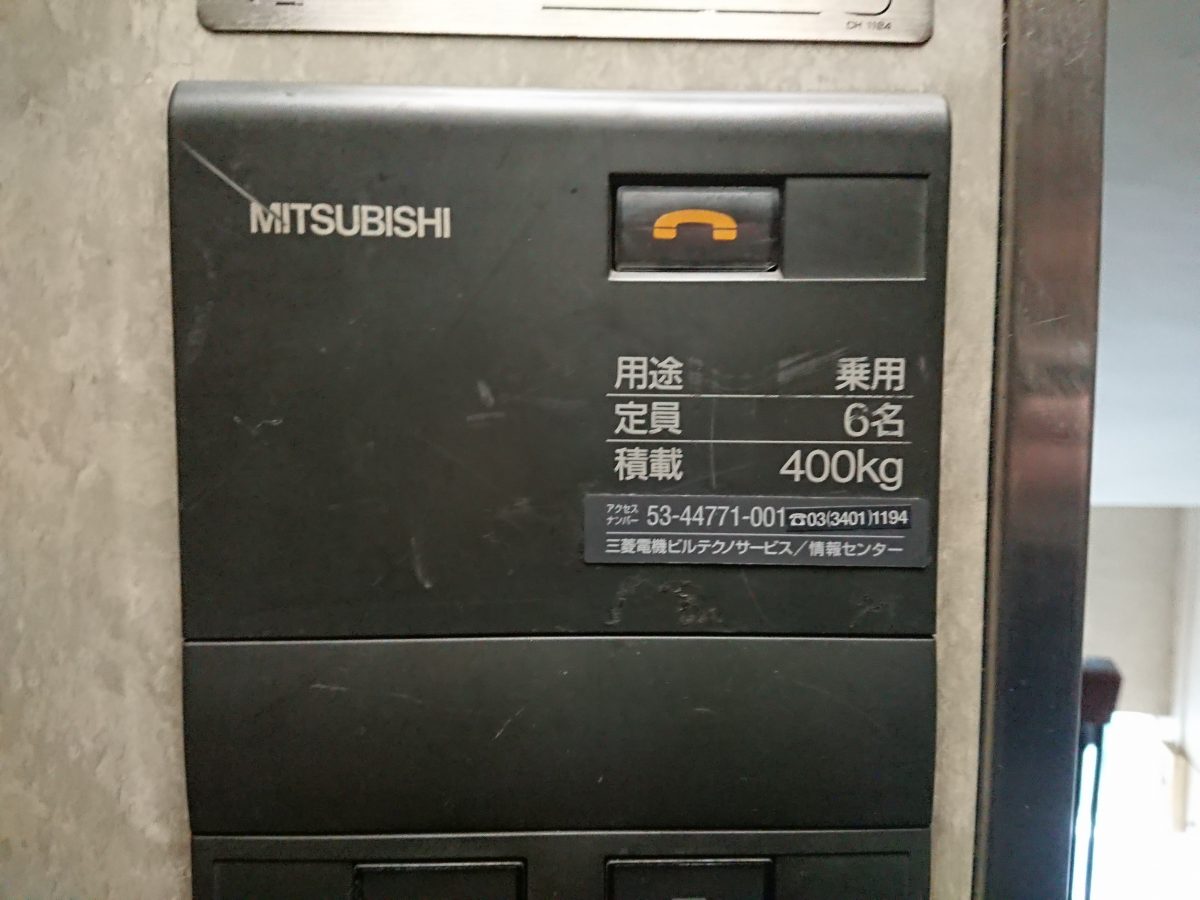 CH 1184
MITSUBISHI
用途 乗用
定員 6名
積載 400kg
アクセスナンバー 53-44771-001 ☎03(3401)1194
三菱電機ビルテクノサービス/情報センター